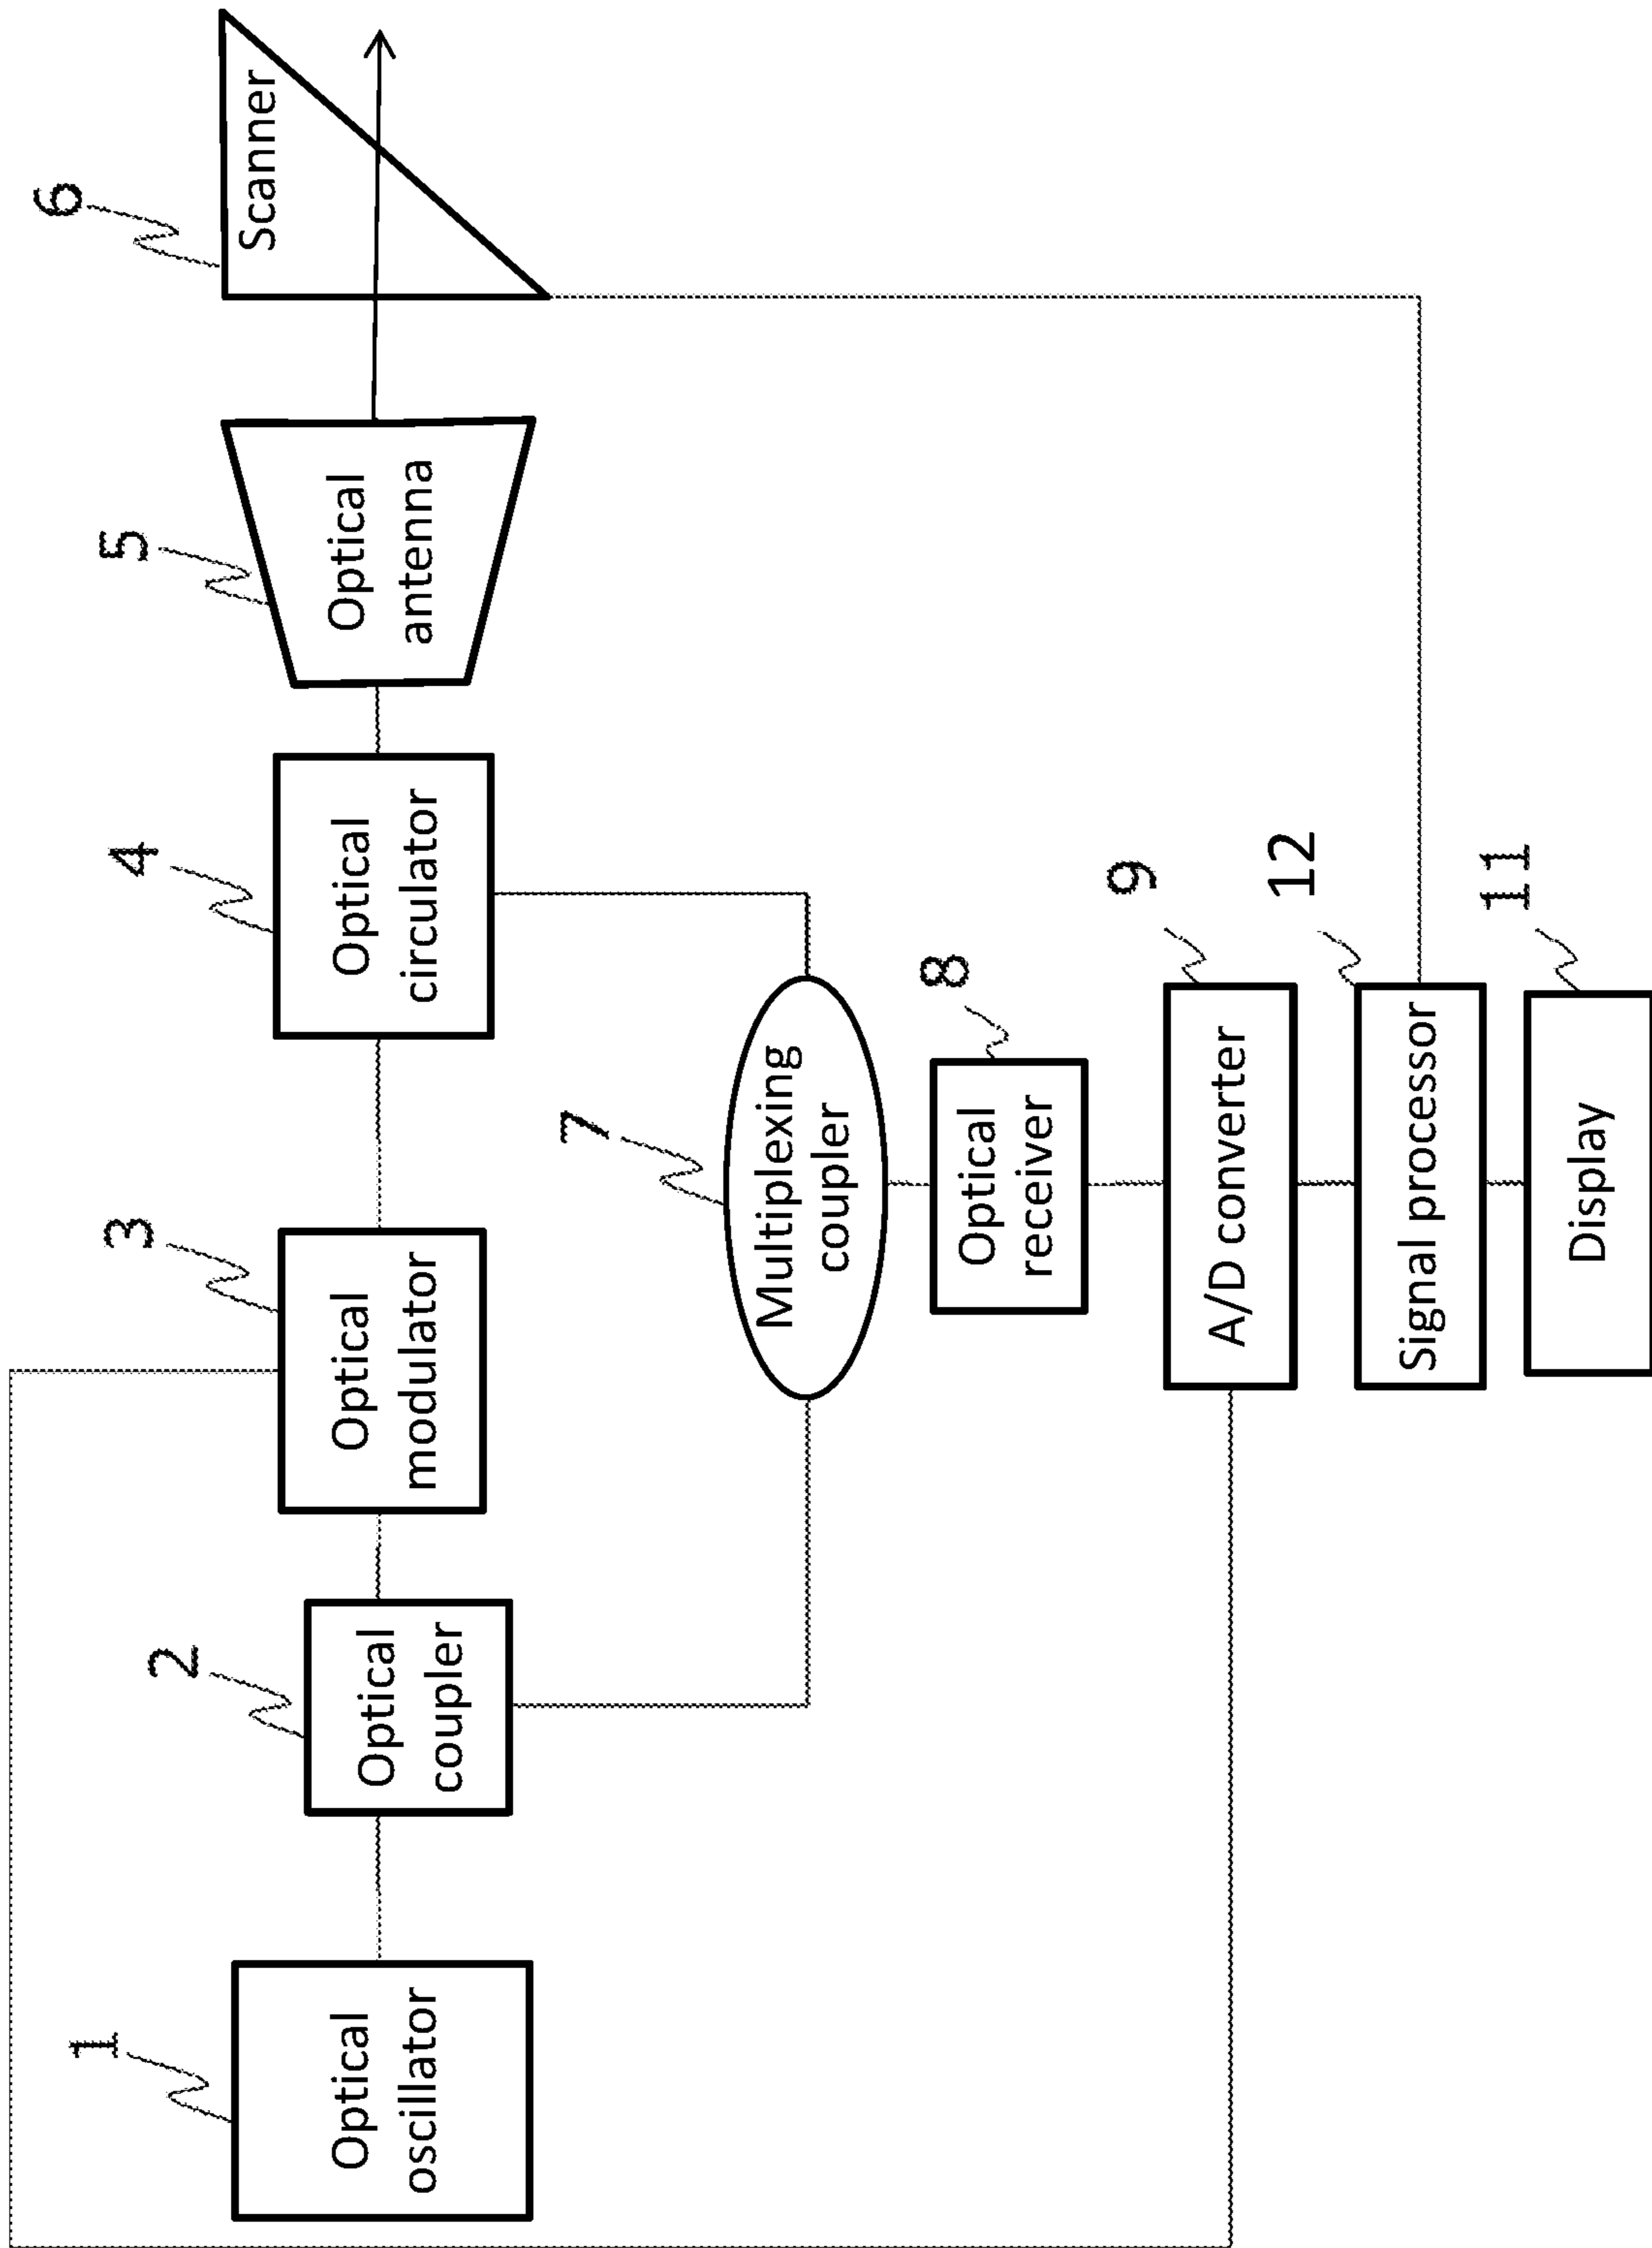 1
Optical
oscillator
2
Optical
coupler
3
Optical
modulator
4
Optical
circulator
5
Optical
antenna
6
Scanner
7
Multiplexing
coupler
8
Optical
receiver
9
A/D converter
12
Signal processor
11
Display